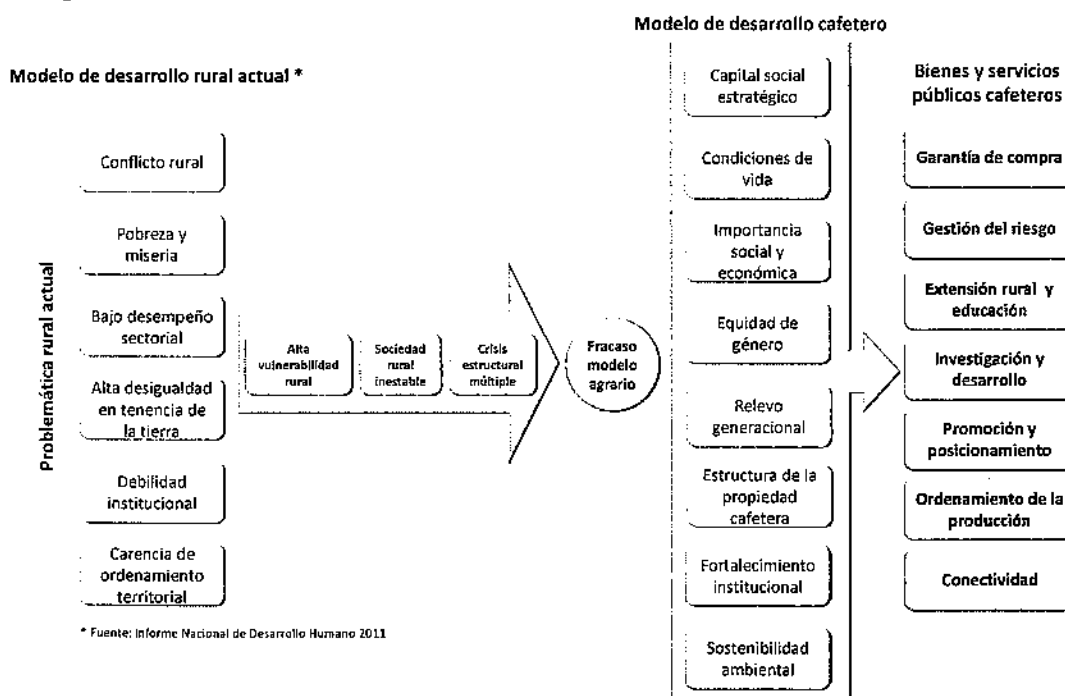 Modelo de desarrollo cafetero
Modelo de desarrollo rural actual *
Problemática rural actual
Conflicto rural
Pobreza y
miseria
Bajo desempeño
sectorial
Alta desigualdad
en tenencia de
la tierra
Debilidad
institucional
Carencia de
ordenamiento
territorial
Alta
vulnerabilidad
rural
Sociedad
rural
inestable
Crisis
estructural
múltiple
Fracaso
modelo
agrario
Capital social
estratégico
Condiciones de
vida
Importancia
social y
económica
Equidad de
género
Relevo
generacional
Estructura de la
propiedad
cafetera
Fortalecimiento
institucional
Sostenibilidad
ambiental
Bienes y servicios
públicos cafeteros
Garantía de compra
Gestión del riesgo
Extensión rural y
educación
Investigación y
desarrollo
Promoción y
posicionamiento
Ordenamiento de la
producción
Conectividad
* Fuente: Informe Nacional de Desarrollo Humano 2011